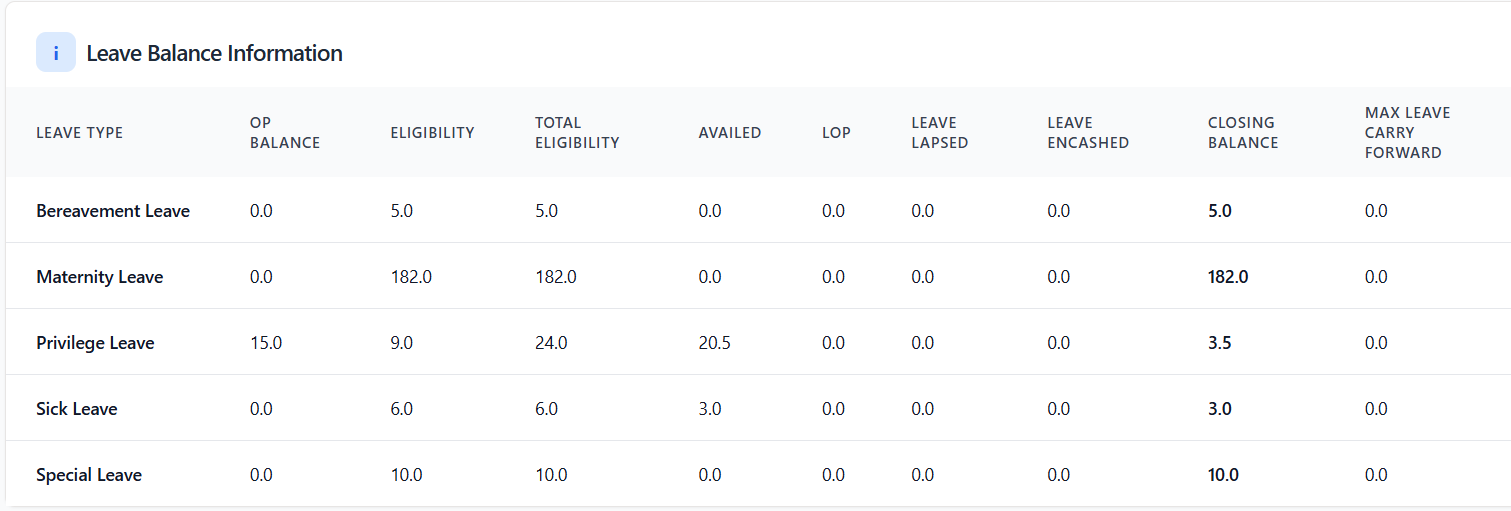 i Leave Balance Information
LEAVE TYPE OP BALANCE ELIGIBILITY TOTAL ELIGIBILITY AVAILED LOP LEAVE LAPSED LEAVE ENCASHED CLOSING BALANCE MAX LEAVE CARRY FORWARD
Bereavement Leave 0.0 5.0 5.0 0.0 0.0 0.0 0.0 5.0 0.0
Maternity Leave 0.0 182.0 182.0 0.0 0.0 0.0 0.0 182.0 0.0
Privilege Leave 15.0 9.0 24.0 20.5 0.0 0.0 0.0 3.5 0.0
Sick Leave 0.0 6.0 6.0 3.0 0.0 0.0 0.0 3.0 0.0
Special Leave 0.0 10.0 10.0 0.0 0.0 0.0 0.0 10.0 0.0